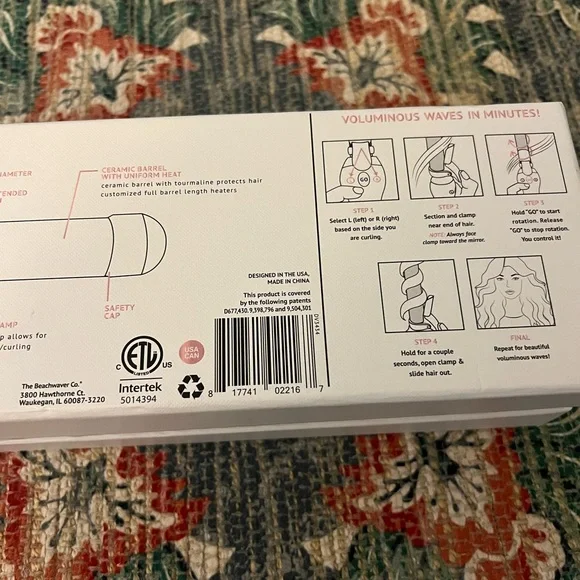 CERAMIC BARREL
WITH UNIFORM HEAT
ceramic barrel with tourmaline protects hair
customized full barrel length heaters
SAFETY
CAP
p allows for
/curling
DESIGNED IN THE USA,
MADE IN CHINA
This product is covered
by the following patents
D677,430. 9,398,796 and 9,504,301
DV3454
C ETL US
LISTED
Intertek
5014394
USA
CAN
8 17741 02216 7
The Beachwaver Co.™
3800 Hawthorne Ct.
Waukegan, IL 60087-3220
VOLUMINOUS WAVES IN MINUTES!
L GO R
STEP 1
Select L (left) or R (right)
based on the side you
are curling.
STEP 2
Section and clamp
near end of hair.
NOTE: Always face
clamp toward the mirror.
STEP 3
Hold "GO" to start
rotation. Release
"GO" to stop rotation.
You control it!
STEP 4
Hold for a couple
seconds, open clamp &
slide hair out.
FINAL
Repeat for beautiful
voluminous waves!